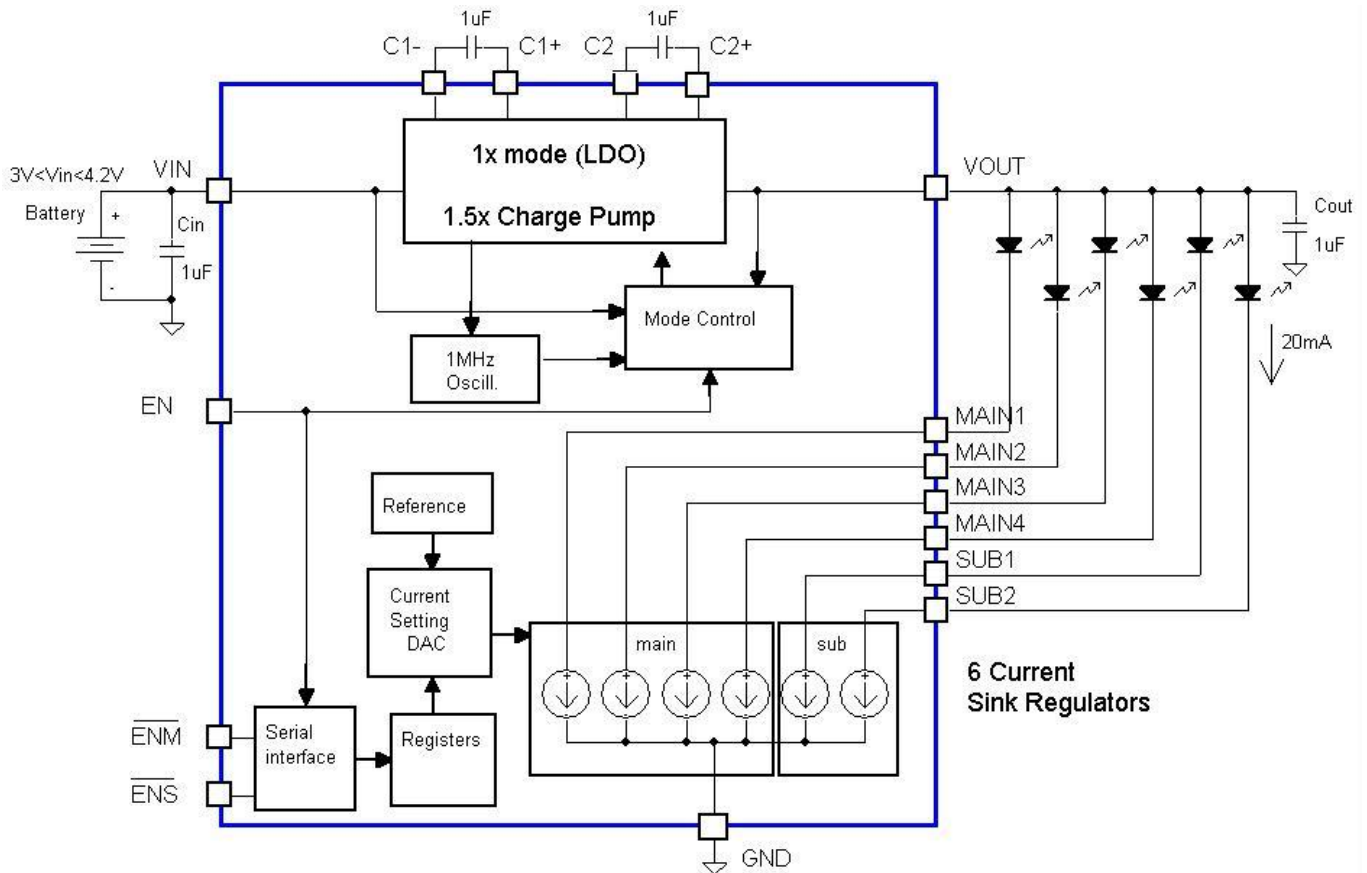 1uF
1uF
C1-
C1+
C2
C2+
1x mode (LDO)
1.5x Charge Pump
3V<Vin<4.2V
VIN
VOUT
Battery
+
Cin
1uF
-
Cout
1uF
Mode Control
1MHz
Oscill.
20mA
EN
MAIN1
MAIN2
MAIN3
MAIN4
SUB1
SUB2
Reference
Current
Setting
DAC
main
sub
6 Current
Sink Regulators
ENM
ENS
Serial
interface
Registers
GND